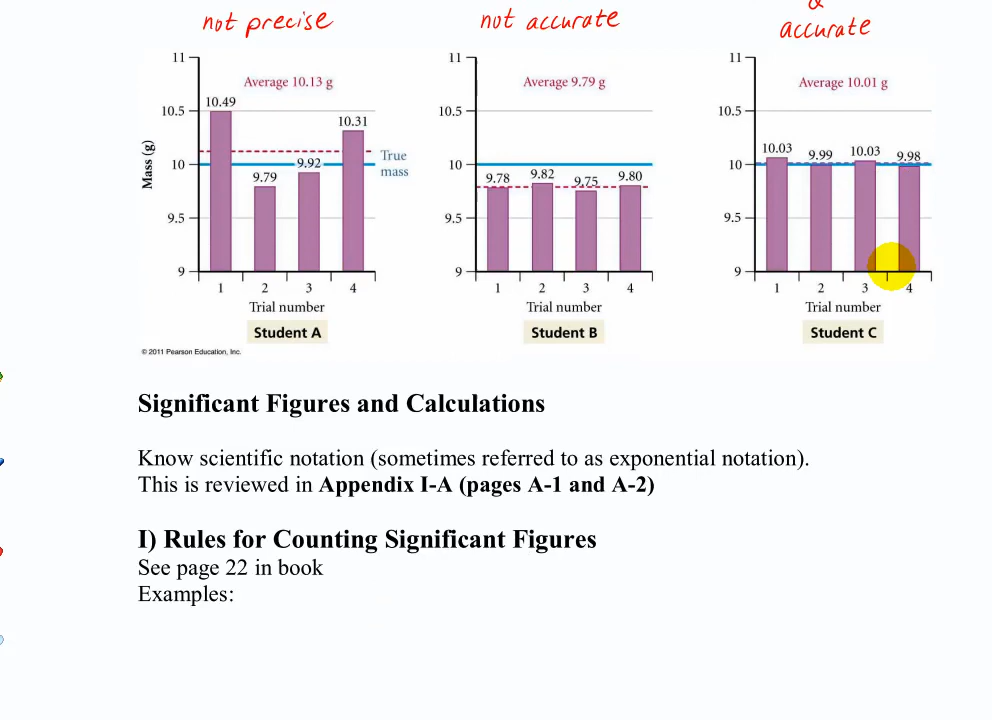 not precise
not accurate
&
accurate
11
Average 10.13 g
10.49
10.5
10.31
True
mass
10
9.92
9.79
Mass (g)
9.5
9
1 2 3 4
Trial number
Student A
11
Average 9.79 g
10.5
10
9.78 9.82 9.75 9.80
9.5
9
1 2 3 4
Trial number
Student B
11
Average 10.01 g
10.5
10.03 9.99 10.03 9.98
10
9.5
9
1 2 3 4
Trial number
Student C
© 2011 Pearson Education, Inc.
Significant Figures and Calculations
Know scientific notation (sometimes referred to as exponential notation).
This is reviewed in Appendix I-A (pages A-1 and A-2)
I) Rules for Counting Significant Figures
See page 22 in book
Examples: